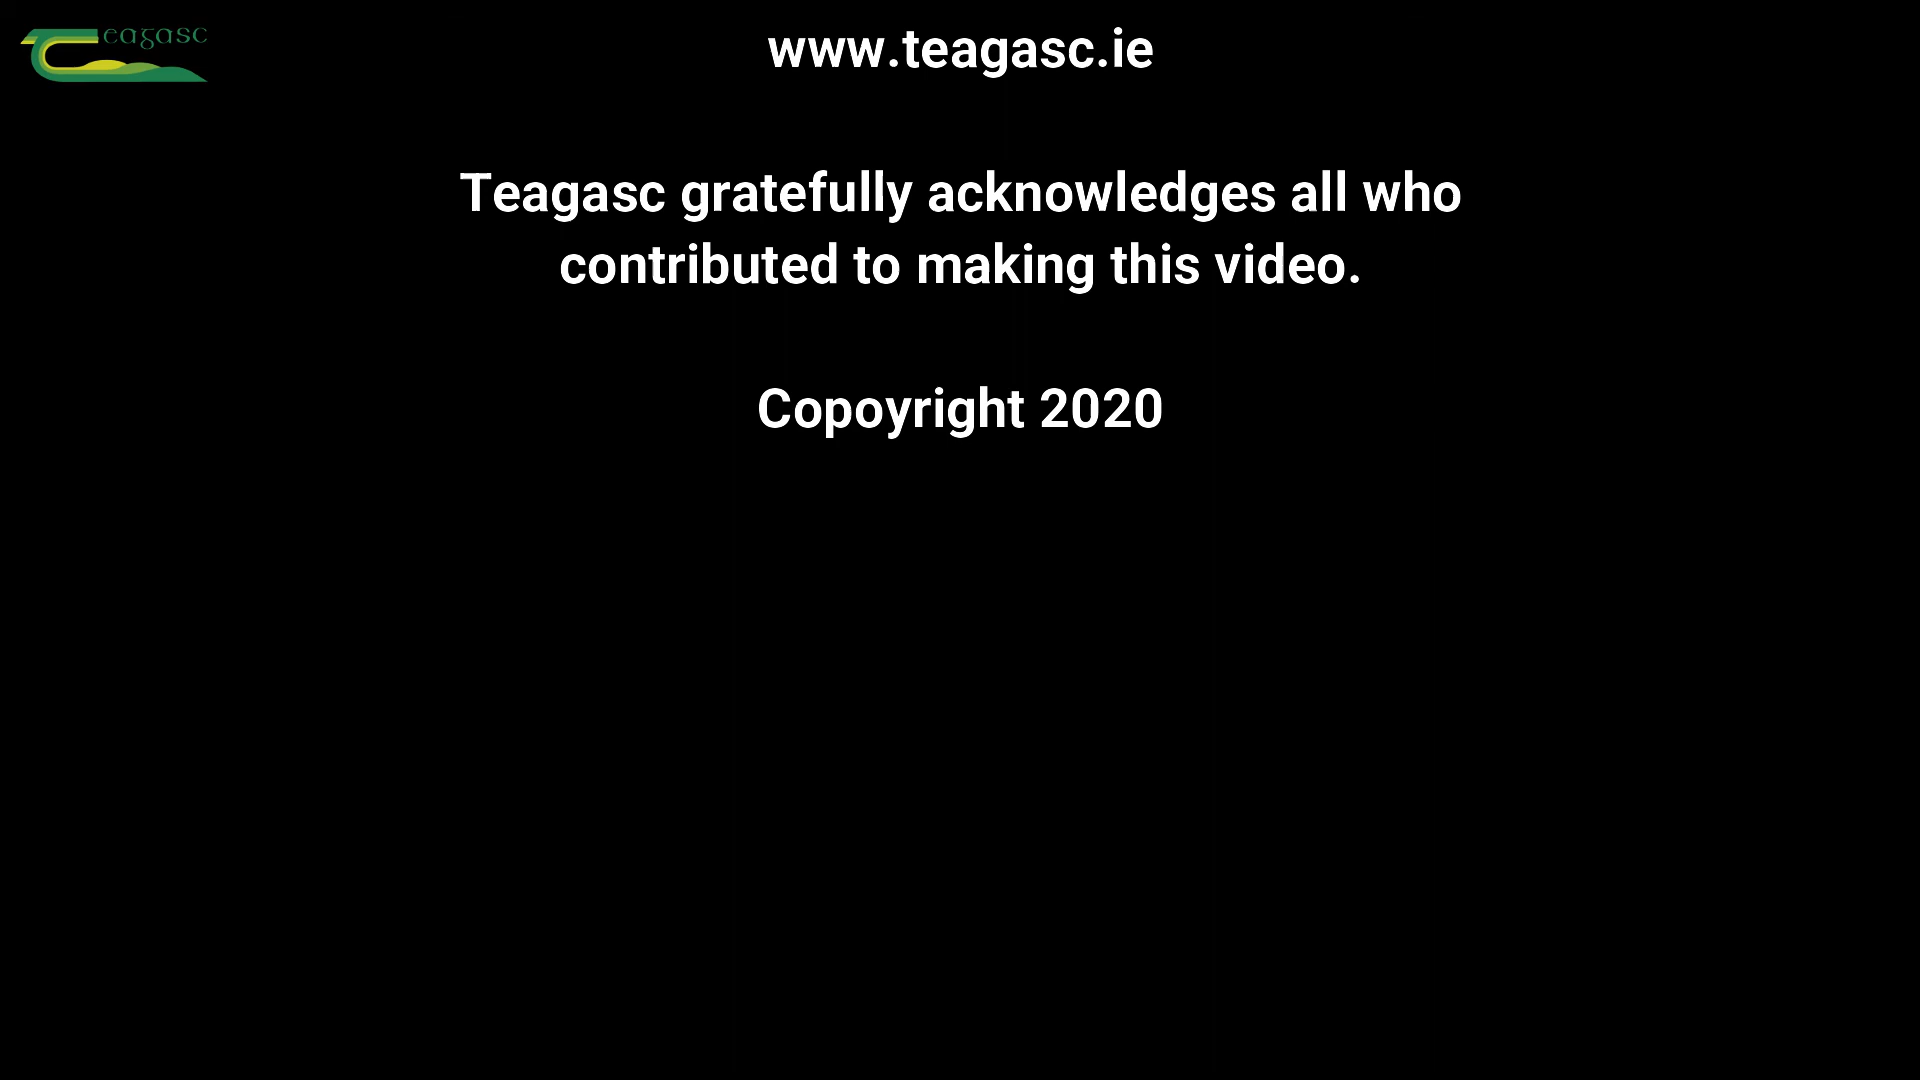 Teagasc
www.teagasc.ie
Teagasc gratefully acknowledges all who
contributed to making this video.
Copoyright 2020